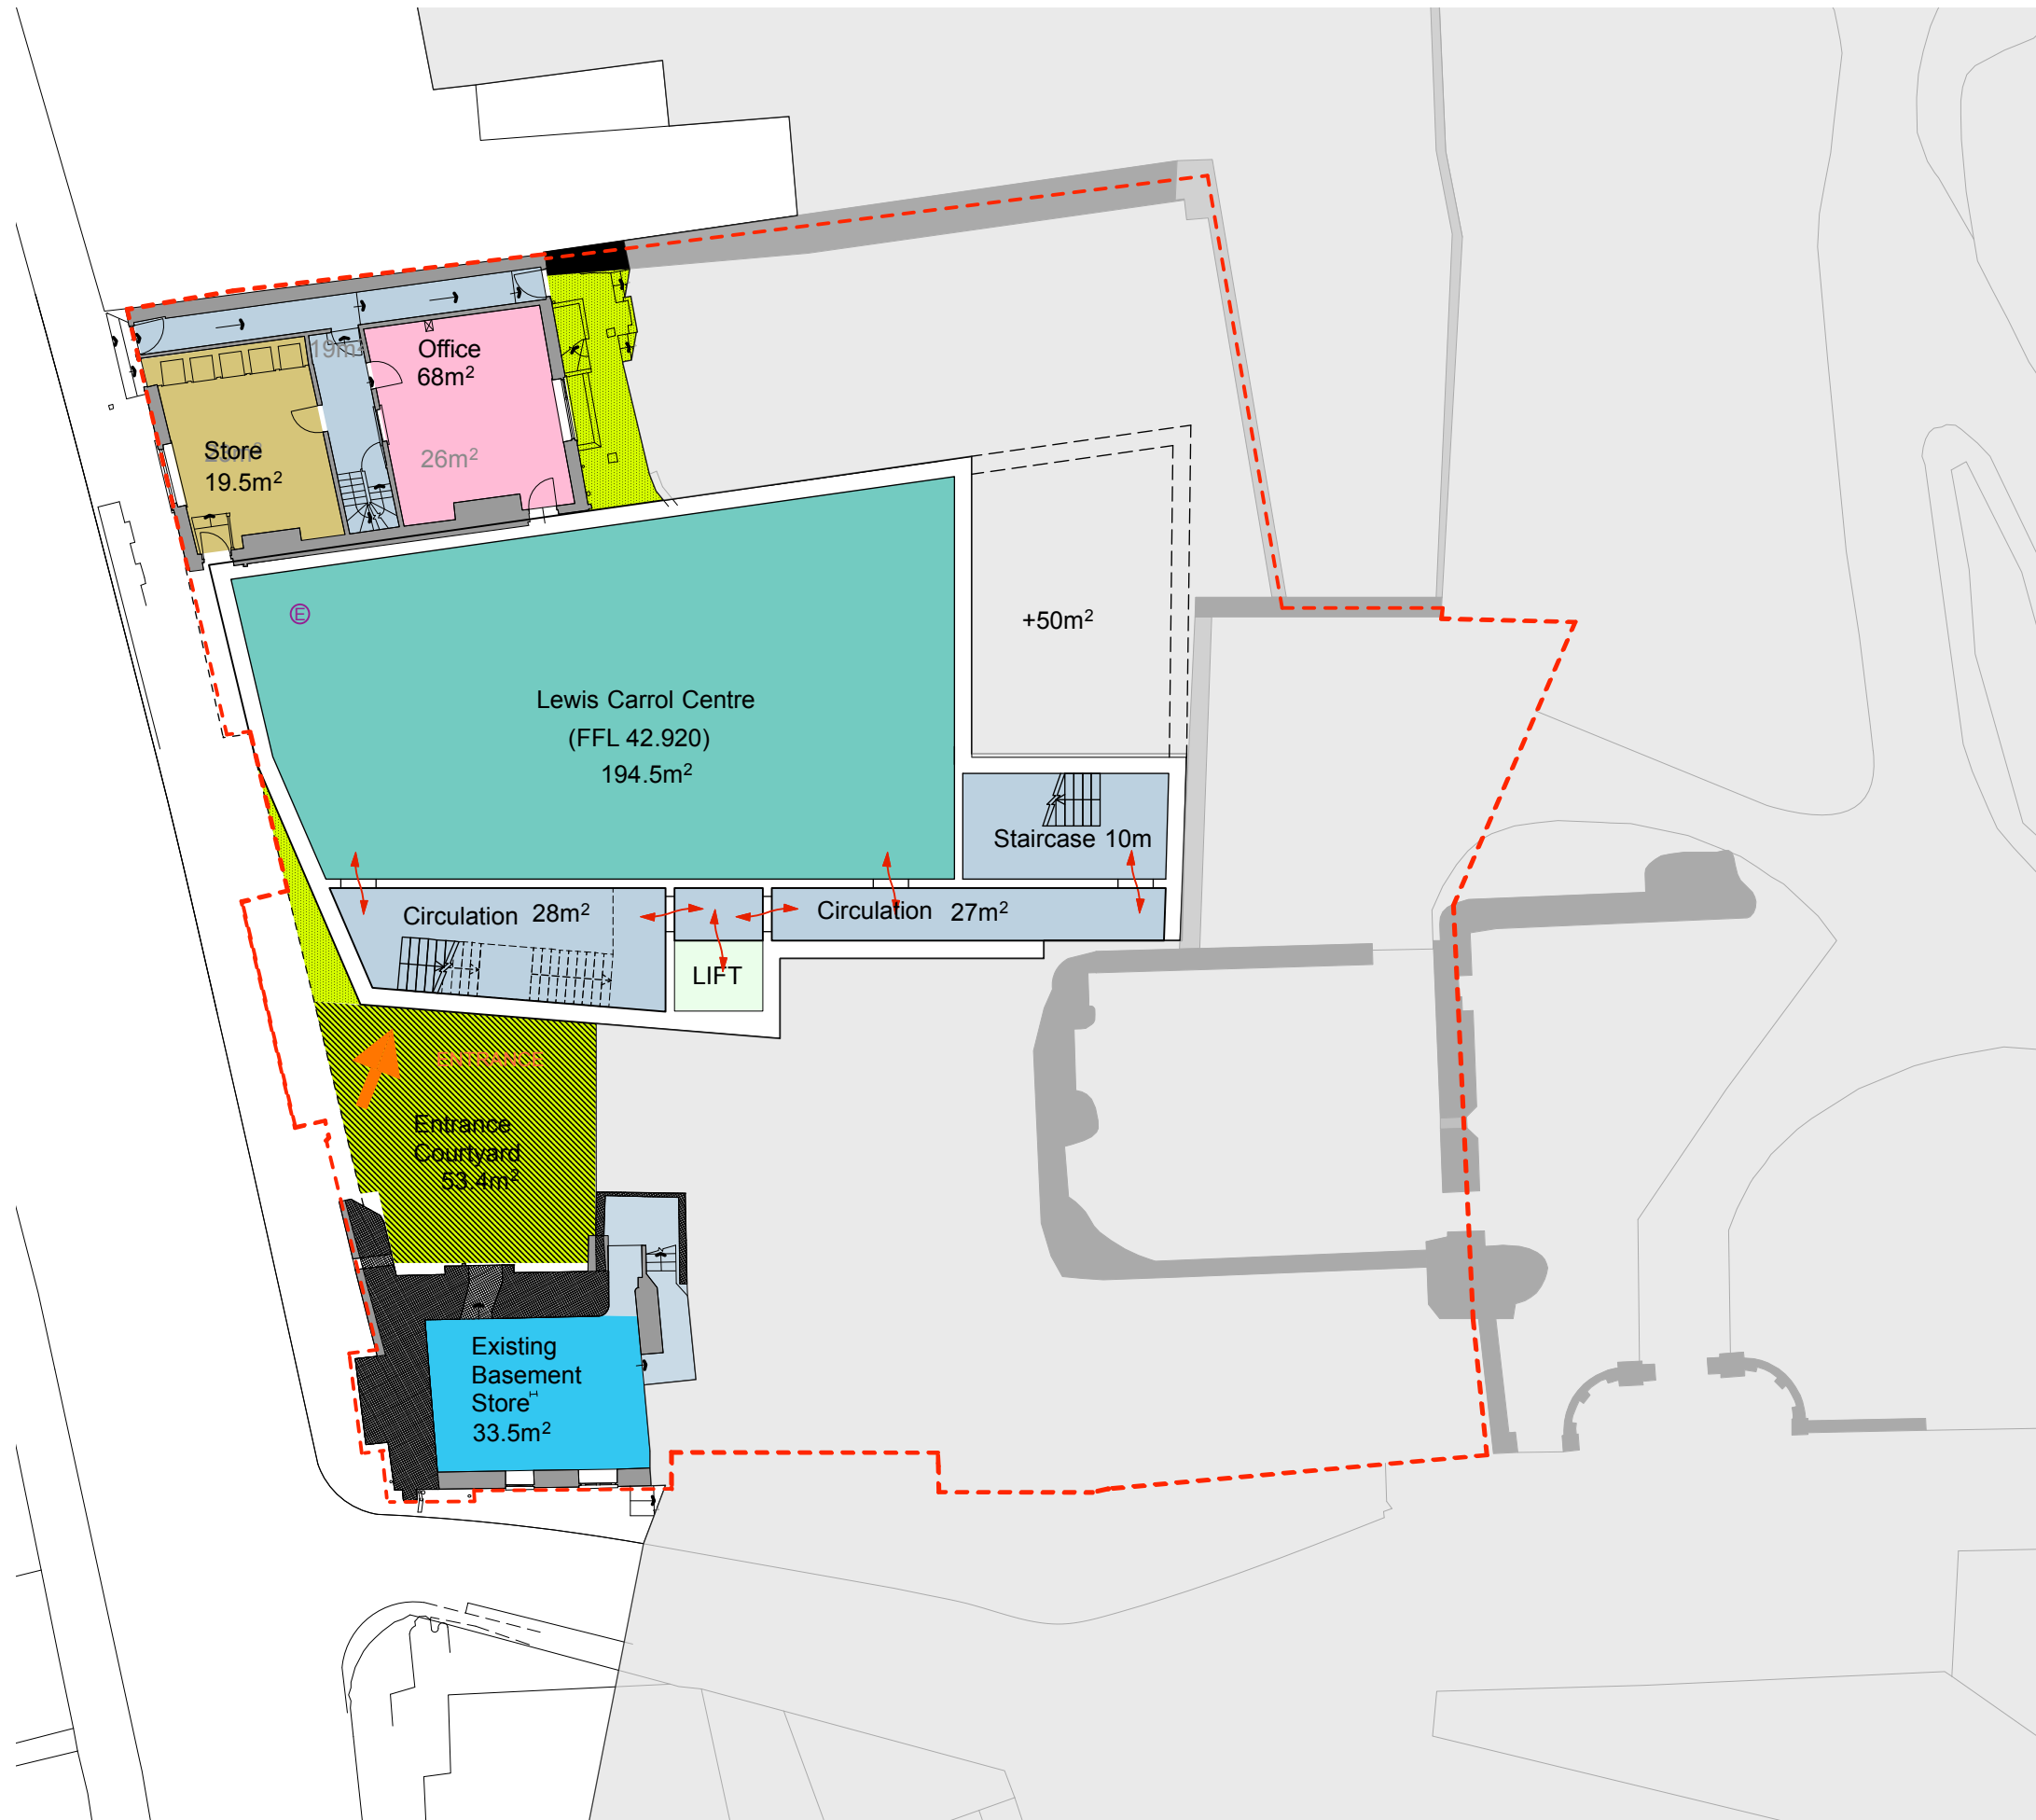 19m²
Office
68m²
26m²
Store
19.5m²
E
+50m²
Lewis Carrol Centre
(FFL 42.920)
194.5m²
Staircase 10m
Circulation 28m²
Circulation 27m²
LIFT
ENTRANCE
Entrance
Courtyard
53.4m²
Existing
Basement
Store
33.5m²